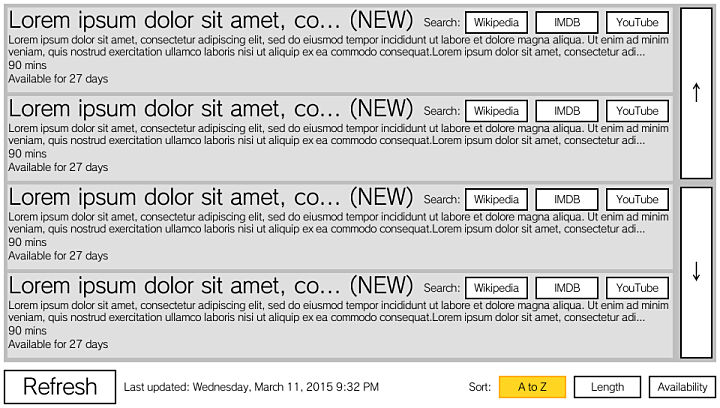 Lorem ipsum dolor sit amet, co... (NEW) Search: Wikipedia IMDB YouTube
Lorem ipsum dolor sit amet, consectetur adipiscing elit, sed do eiusmod tempor incididunt ut labore et dolore magna aliqua. Ut enim ad minim
veniam, quis nostrud exercitation ullamco laboris nisi ut aliquip ex ea commodo consequat.Lorem ipsum dolor sit amet, consectetur adi...
90 mins
Available for 27 days
Lorem ipsum dolor sit amet, co... (NEW) Search: Wikipedia IMDB YouTube
Lorem ipsum dolor sit amet, consectetur adipiscing elit, sed do eiusmod tempor incididunt ut labore et dolore magna aliqua. Ut enim ad minim
veniam, quis nostrud exercitation ullamco laboris nisi ut aliquip ex ea commodo consequat.Lorem ipsum dolor sit amet, consectetur adi...
90 mins
Available for 27 days
Lorem ipsum dolor sit amet, co... (NEW) Search: Wikipedia IMDB YouTube
Lorem ipsum dolor sit amet, consectetur adipiscing elit, sed do eiusmod tempor incididunt ut labore et dolore magna aliqua. Ut enim ad minim
veniam, quis nostrud exercitation ullamco laboris nisi ut aliquip ex ea commodo consequat.Lorem ipsum dolor sit amet, consectetur adi...
90 mins
Available for 27 days
Lorem ipsum dolor sit amet, co... (NEW) Search: Wikipedia IMDB YouTube
Lorem ipsum dolor sit amet, consectetur adipiscing elit, sed do eiusmod tempor incididunt ut labore et dolore magna aliqua. Ut enim ad minim
veniam, quis nostrud exercitation ullamco laboris nisi ut aliquip ex ea commodo consequat.Lorem ipsum dolor sit amet, consectetur adi...
90 mins
Available for 27 days
↑
↓
Refresh Last updated: Wednesday, March 11, 2015 9:32 PM Sort: A to Z Length Availability